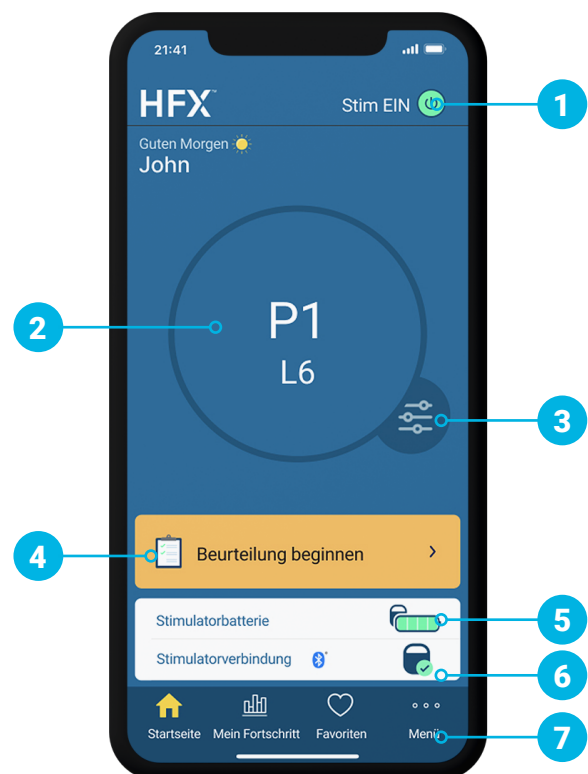 21:41
HFX™
Stim EIN
1
Guten Morgen
John
2
P1
L6
3
4
Beurteilung beginnen
Stimulatorbatterie
5
Stimulatorverbindung
6
Startseite Mein Fortschritt Favoriten Menü
7